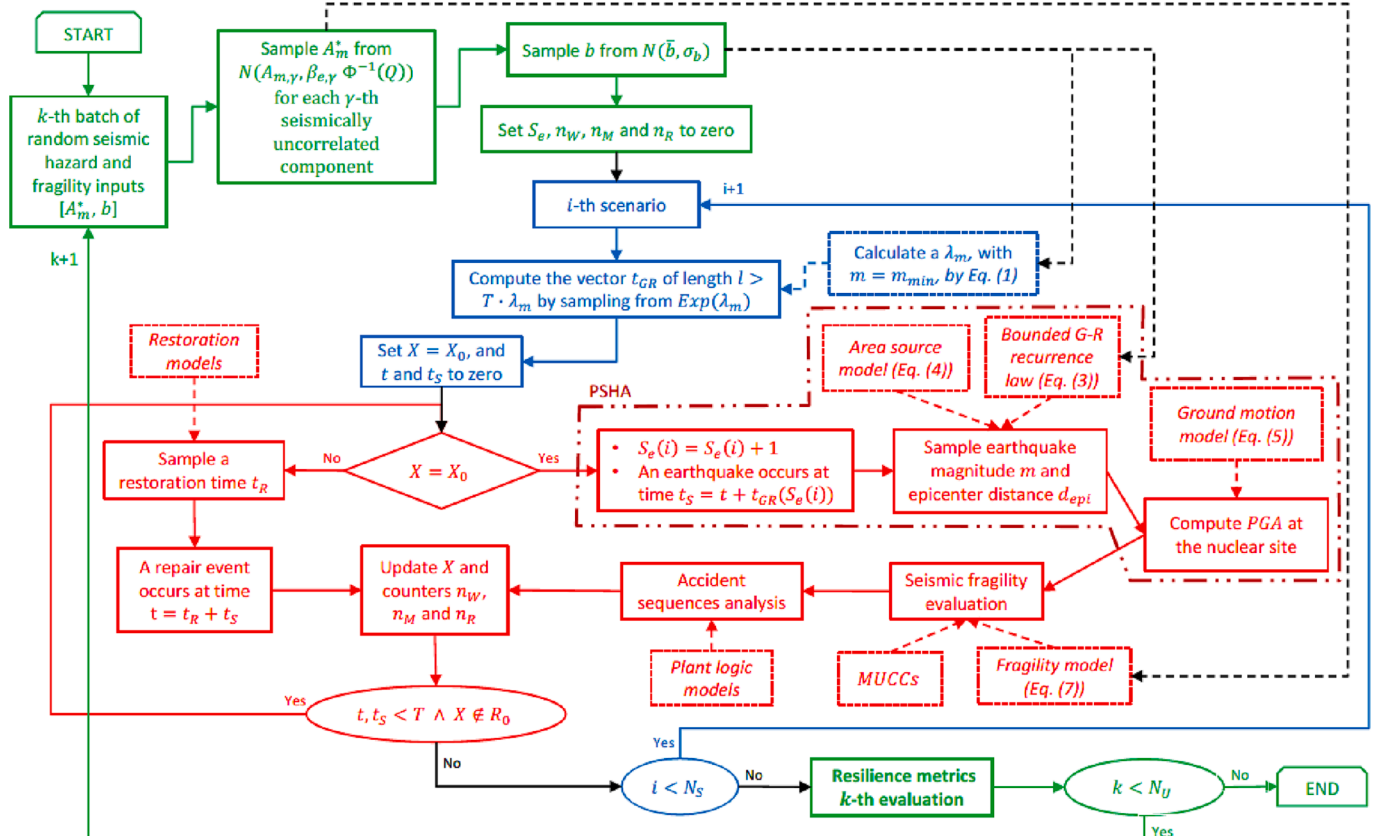 START
k-th batch of
random seismic
hazard and
fragility inputs
[A*m, b]
k+1
Sample A*m from
N(Am,γ, βe,γ Φ⁻¹(Q))
for each γ-th
seismically
uncorrelated
component
Sample b from N(b̄, σb)
Set Se, nW, nM and nR to zero
i-th scenario
i+1
Calculate a λm, with
m = mmin, by Eq. (1)
Compute the vector tGR of length l >
T · λm by sampling from Exp(λm)
Set X = X0, and
t and tS to zero
Restoration
models
Area source
model (Eq. (4))
Bounded G-R
recurrence
law (Eq. (3))
PSHA
Ground motion
model (Eq. (5))
Sample a
restoration time tR
No
X = X0
Yes
• Se(i) = Se(i) + 1
• An earthquake occurs at
time tS = t + tGR(Se(i))
Sample earthquake
magnitude m and
epicenter distance depi
Compute PGA at
the nuclear site
A repair event
occurs at time
t = tR + tS
Update X and
counters nW,
nM and nR
Accident
sequences analysis
Seismic fragility
evaluation
Plant logic
models
MUCCs
Fragility model
(Eq. (7))
Yes
t, tS < T ∧ X ∉ R0
No
Yes
i < NS
No
Resilience metrics
k-th evaluation
k < NU
No
END
Yes